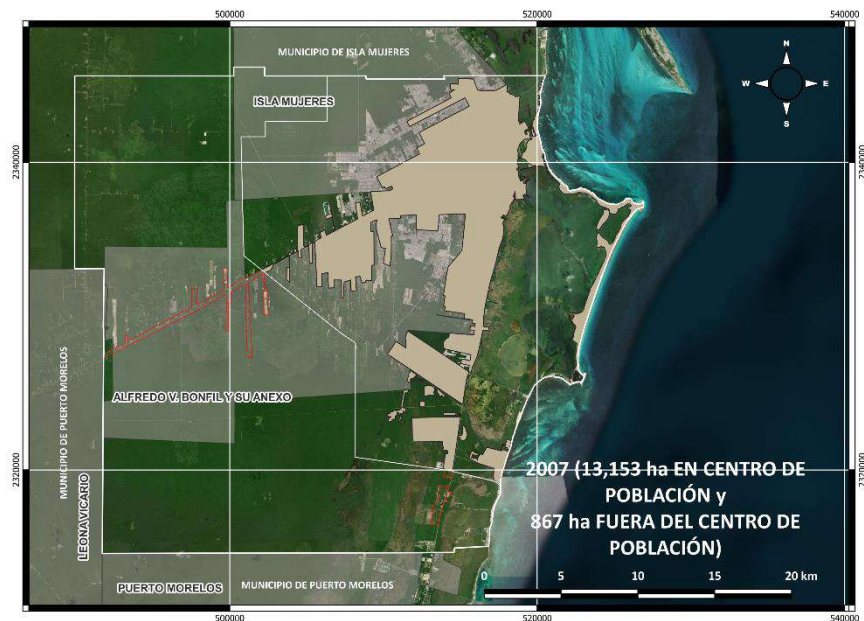 500000
520000
540000
MUNICIPIO DE ISLA MUJERES
N
W
E
S
ISLA MUJERES
2340000
2340000
ALFREDO V. BONFIL Y SU ANEXO
MUNICIPIO DE PUERTO MORELOS
LEONA VICARIO
2320000
2320000
2007 (13,153 ha EN CENTRO DE
POBLACIÓN y
867 ha FUERA DEL CENTRO DE
POBLACIÓN)
0
5
10
15
20 km
PUERTO MORELOS
MUNICIPIO DE PUERTO MORELOS
500000
520000
540000